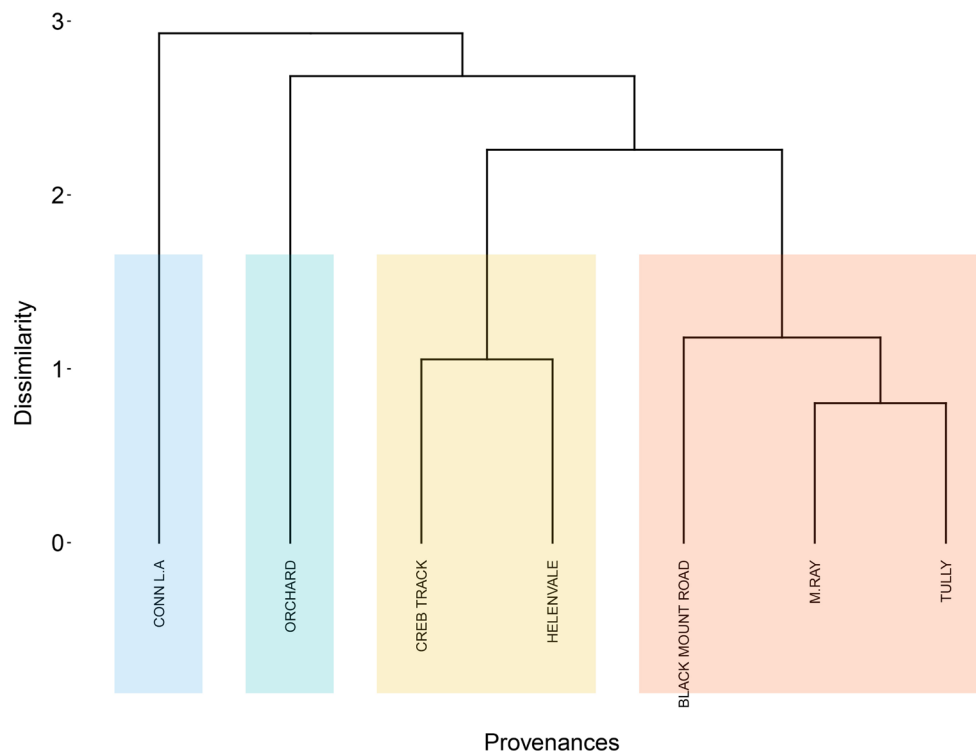 3
2
1
0
Dissimilarity
CONN L.A
ORCHARD
CREB TRACK
HELENVALE
BLACK MOUNT ROAD
M.RAY
TULLY
Provenances